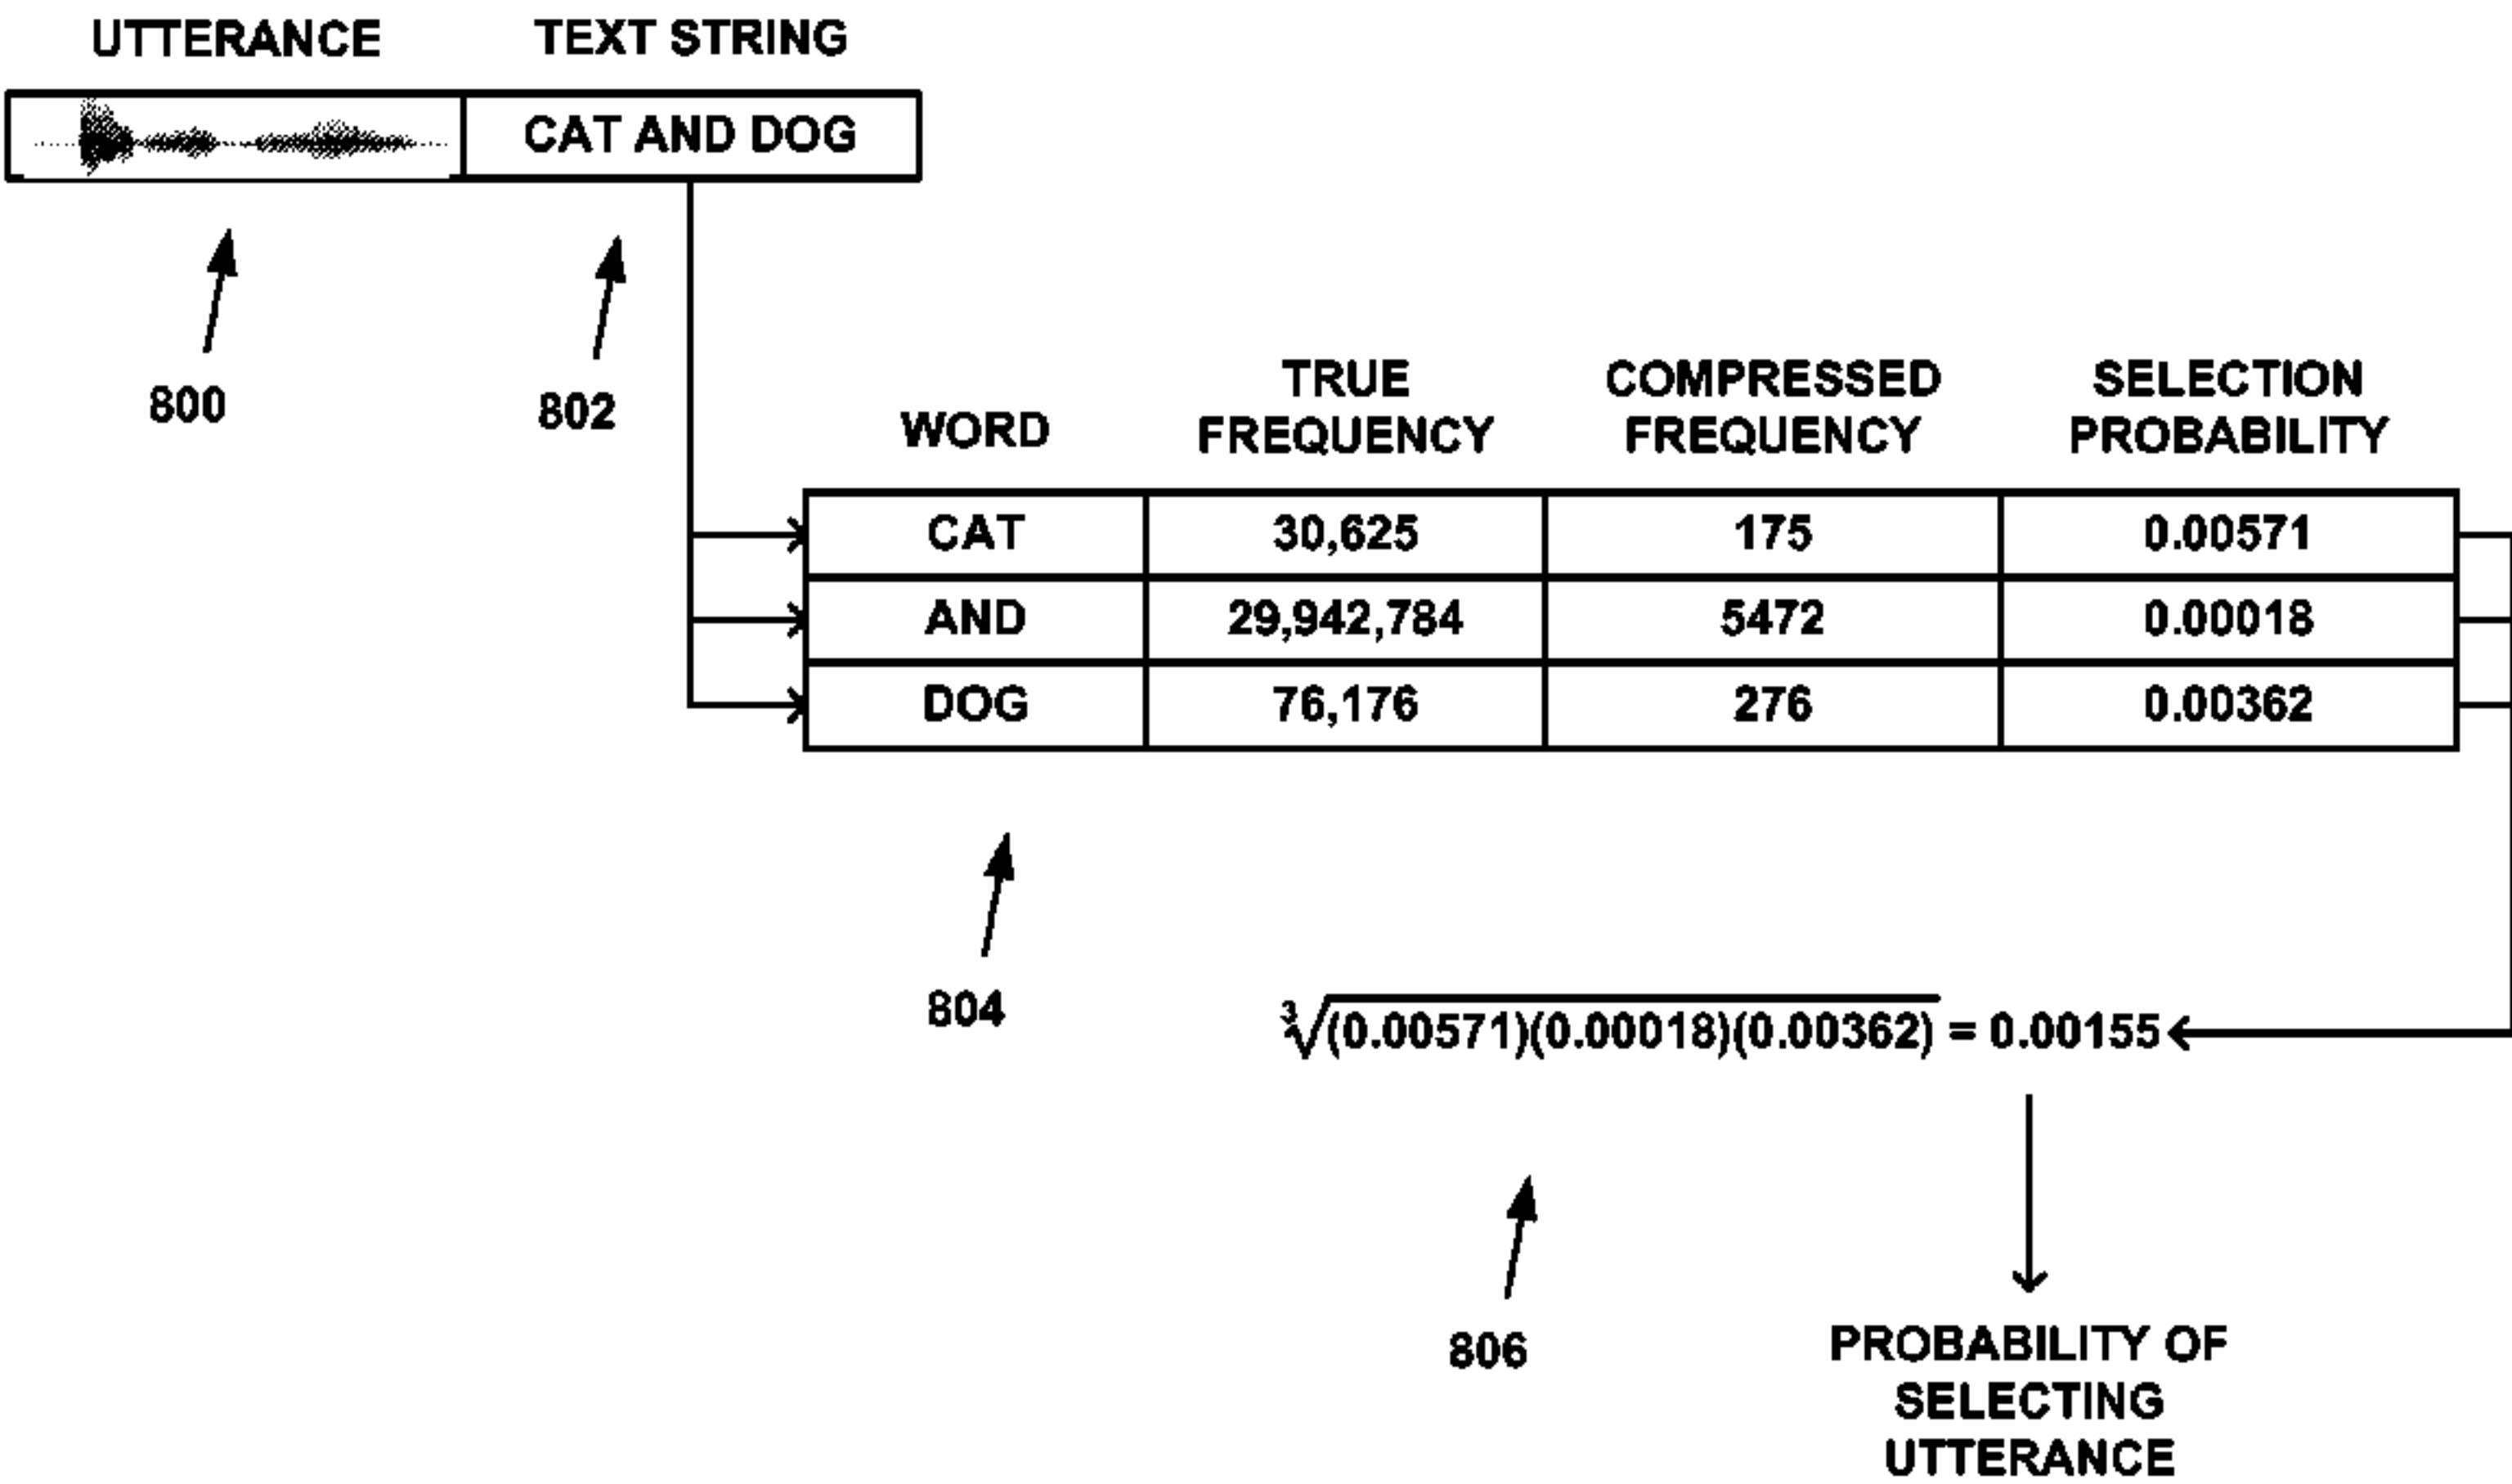 UTTERANCE TEXT STRING
CAT AND DOG
800
802
WORD TRUE FREQUENCY COMPRESSED FREQUENCY SELECTION PROBABILITY
CAT 30,625 175 0.00571
AND 29,942,784 5472 0.00018
DOG 76,176 276 0.00362
804
3√(0.00571)(0.00018)(0.00362) = 0.00155
806
PROBABILITY OF
SELECTING
UTTERANCE